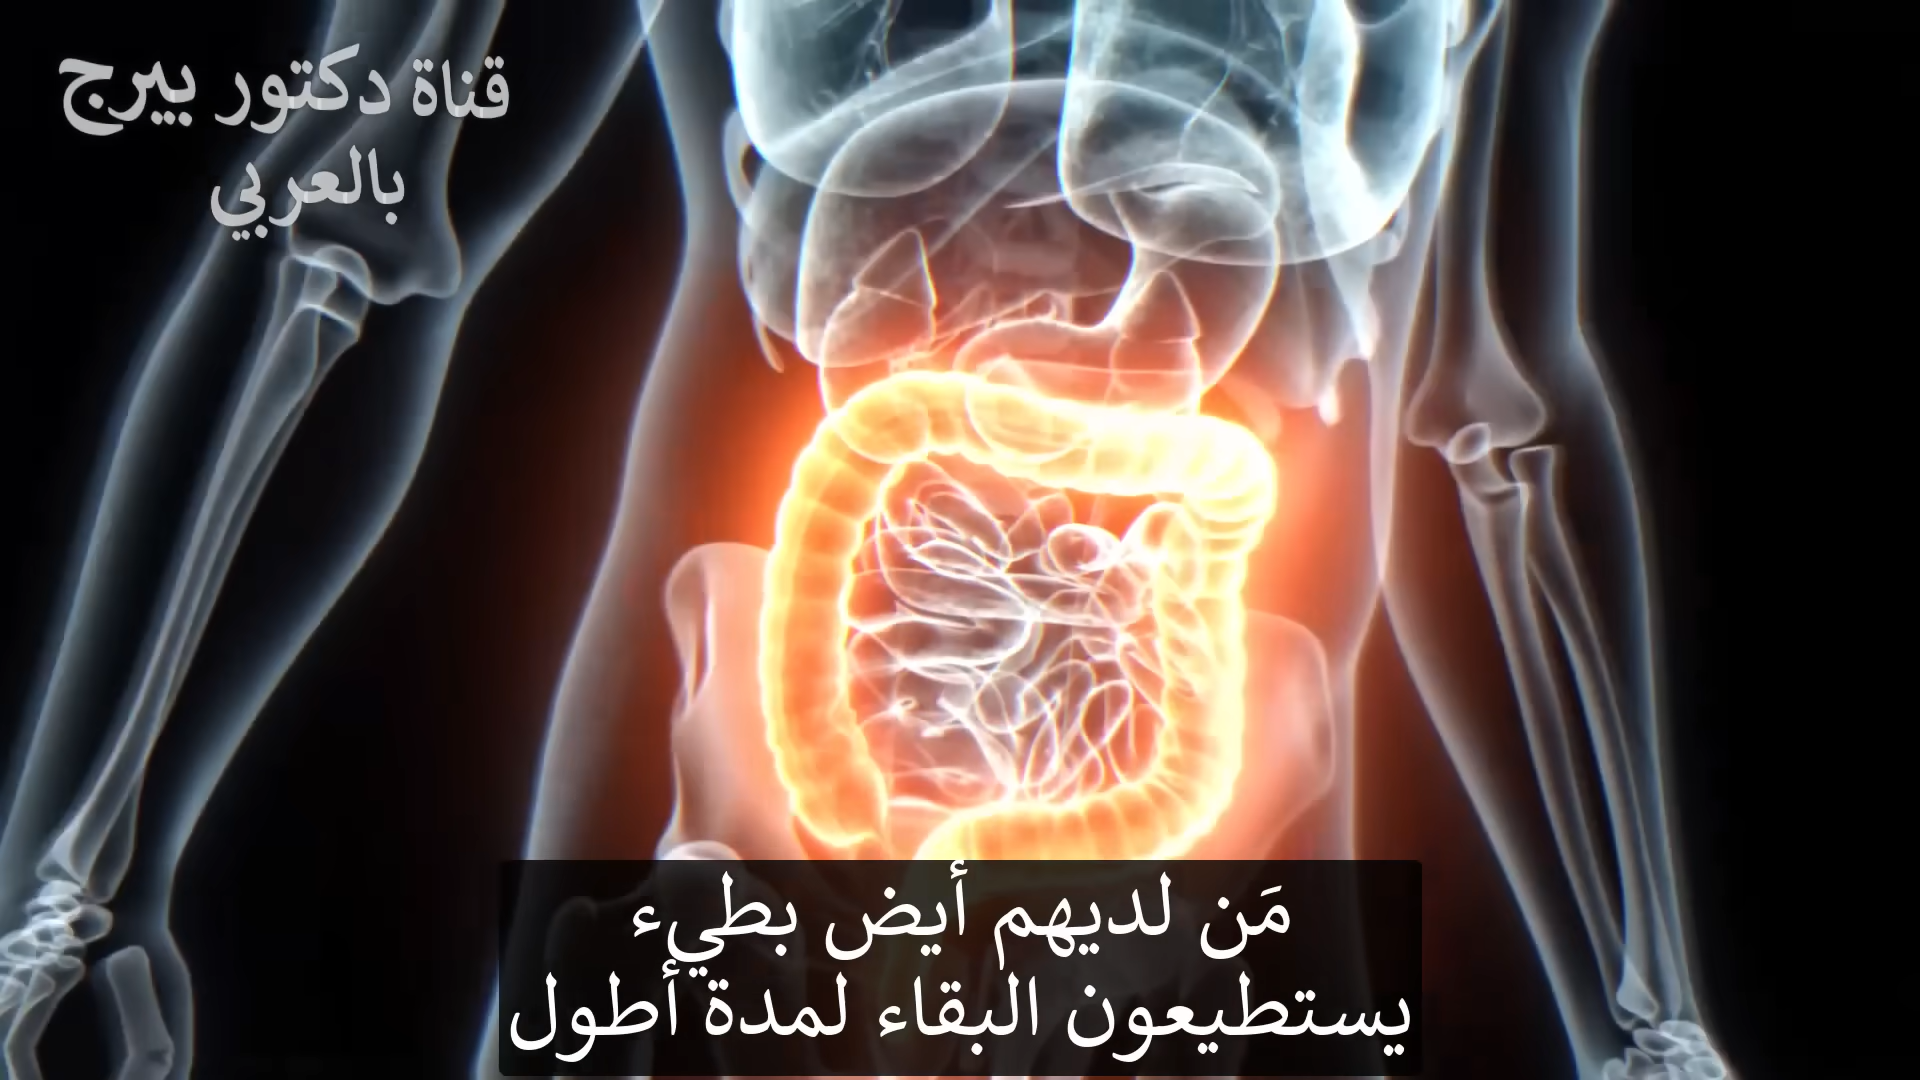 قناة دكتور بيرج
بالعربي
مَن لديهم أيض بطيء
يستطيعون البقاء لمدة أطول